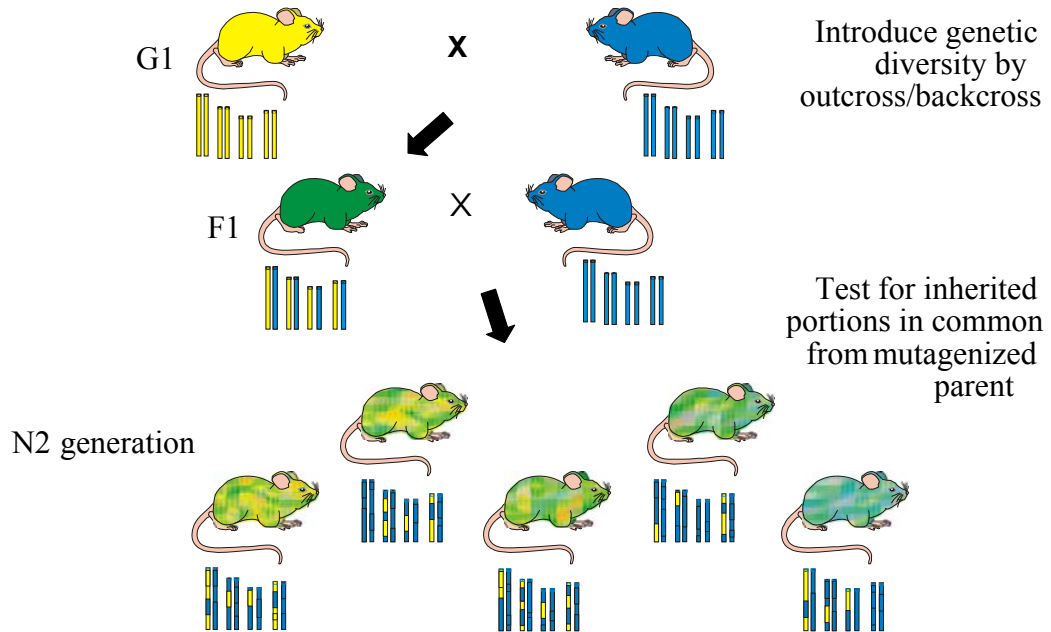 G1
X
Introduce genetic
diversity by
outcross/backcross
F1
X
Test for inherited
portions in common
from mutagenized
parent
N2 generation